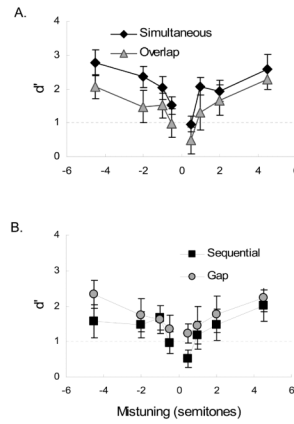 A.
Simultaneous
Overlap
d'
4
3
2
1
0
-6 -4 -2 0 2 4 6
B.
Sequential
Gap
d'
4
3
2
1
0
-6 -4 -2 0 2 4 6
Mistuning (semitones)